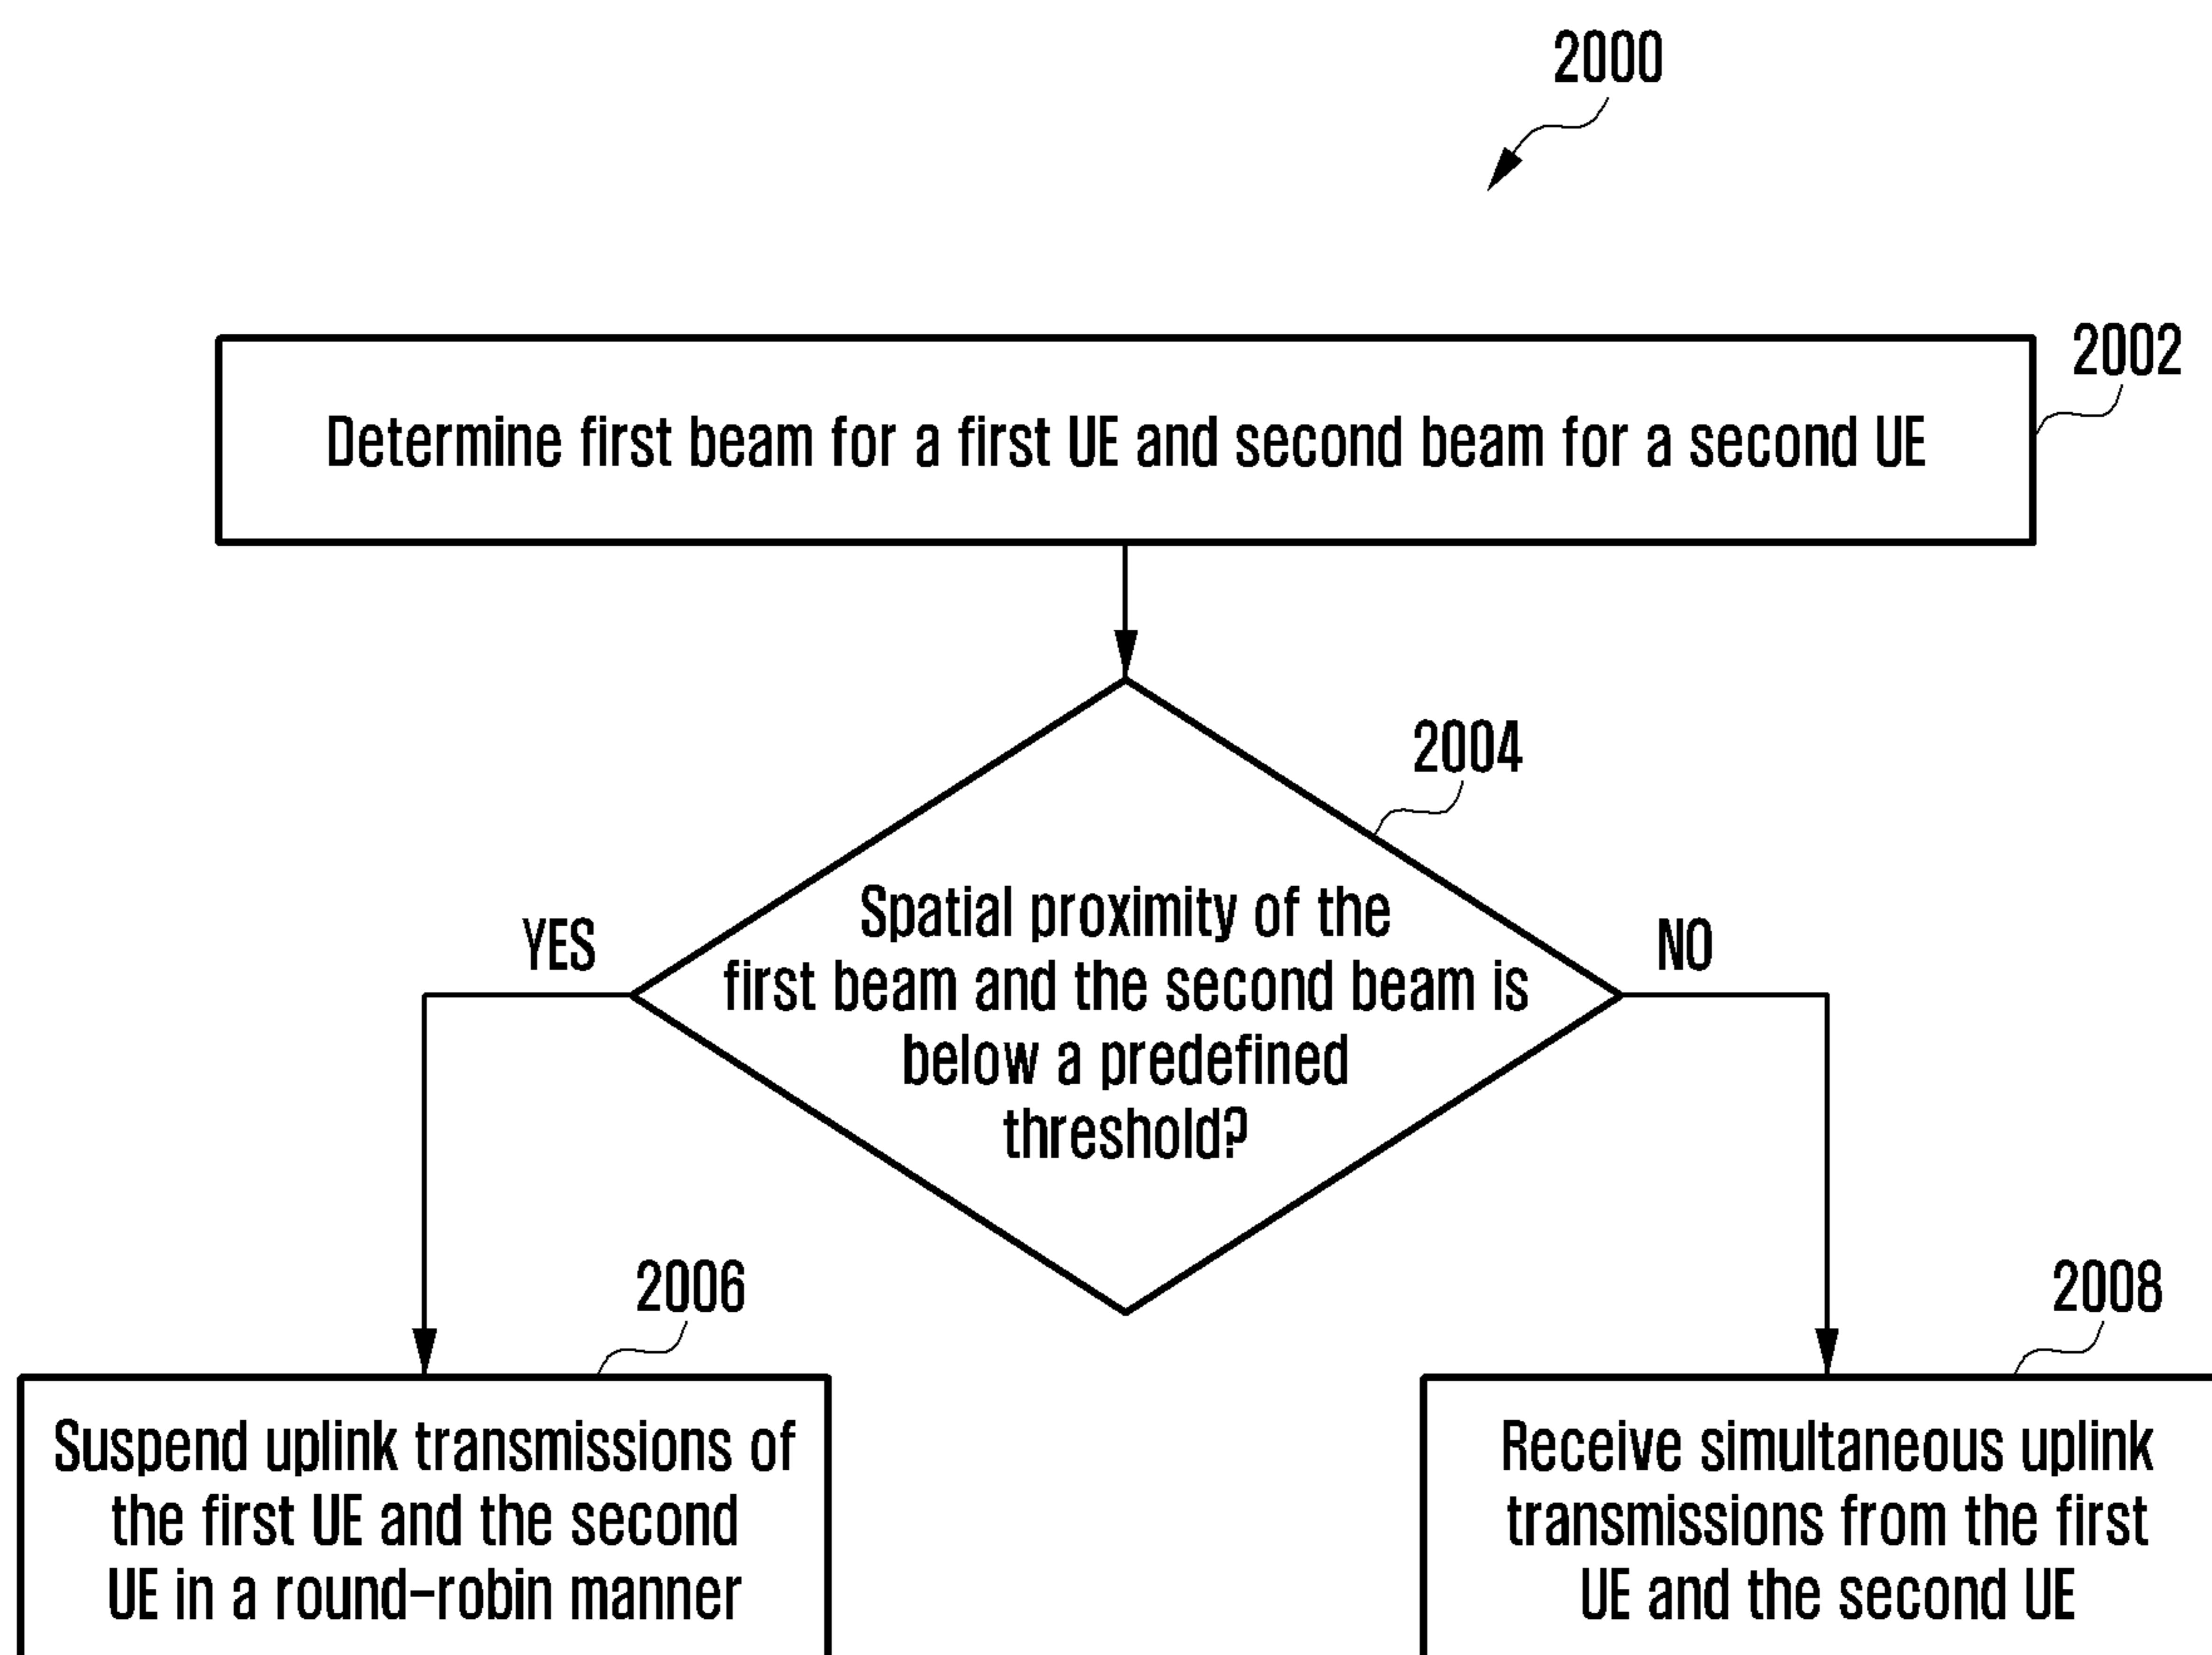 2000
2002
Determine first beam for a first UE and second beam for a second UE
2004
Spatial proximity of the
first beam and the second beam is
below a predefined
threshold?
YES
NO
2006
2008
Suspend uplink transmissions of
the first UE and the second
UE in a round-robin manner
Receive simultaneous uplink
transmissions from the first
UE and the second UE